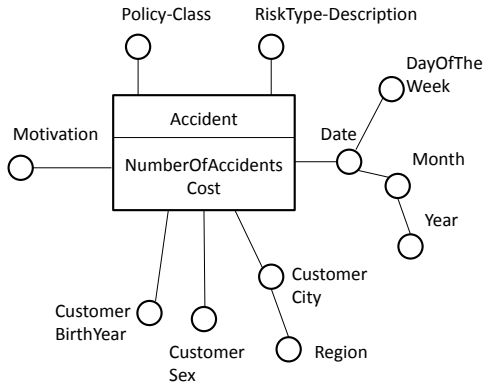 Policy-Class
RiskType-Description
DayOfThe
Week
Accident
Date
Motivation
NumberOfAccidents
Cost
Month
Year
Customer
City
Customer
BirthYear
Customer
Sex
Region